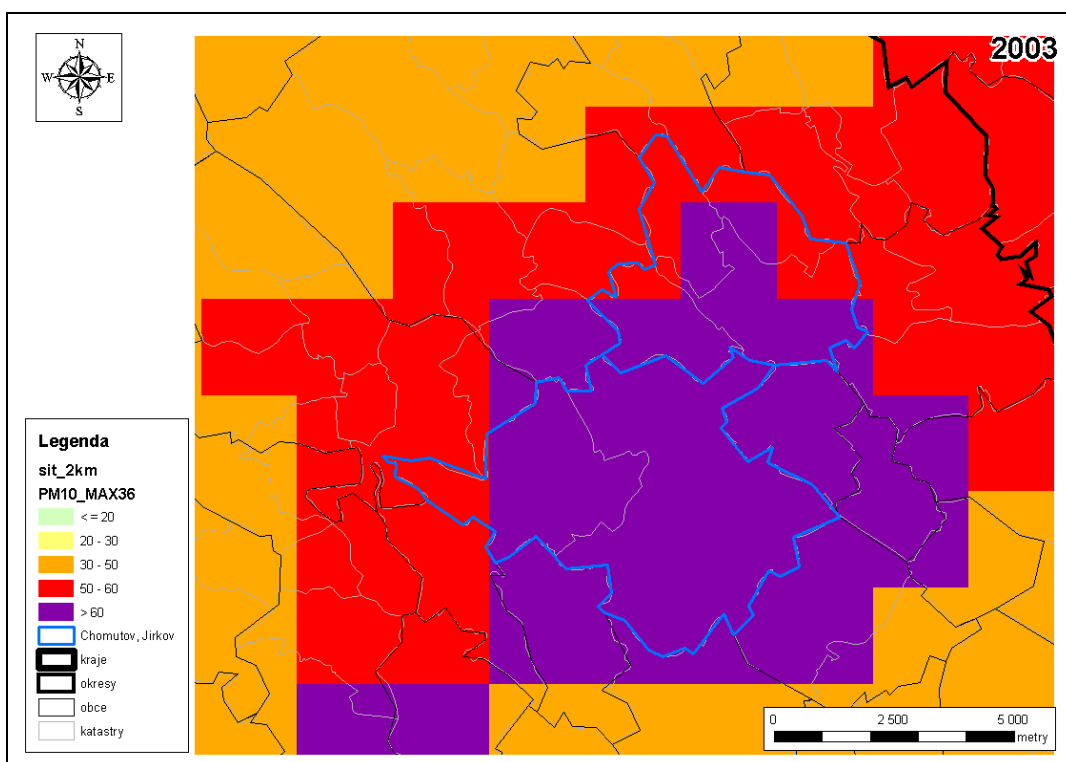 2003
N
W E
S
Legenda
sit_2km
PM10_MAX36
< = 20
20 - 30
30 - 50
50 - 60
> 60
Chomutov, Jirkov
kraje
okresy
obce
katastry
0 2 500 5 000
metry